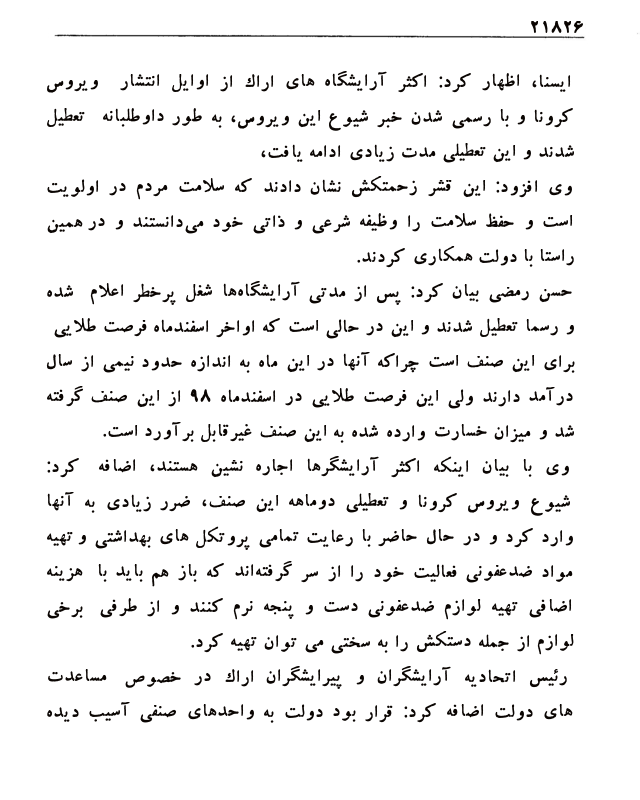 ۲۱۸۲۶
ایسنا، اظهار کرد: اکثر آرایشگاه های اراك از اوایل انتشار ویروس
کرونا و با رسمی شدن خبر شیوع این ویروس، به طور داوطلبانه تعطیل
شدند و این تعطیلی مدت زیادی ادامه یافت،
وی افزود: این قشر زحمتکش نشان دادند که سلامت مردم در اولویت
است و حفظ سلامت را وظیفه شرعی و ذاتی خود می‌دانستند و در همین
راستا با دولت همکاری کردند.
حسن رمضی بیان کرد: پس از مدتی آرایشگاه‌ها شغل پرخطر اعلام شده
و رسما تعطیل شدند و این در حالی است که اواخر اسفندماه فرصت طلایی
برای این صنف است چراکه آنها در این ماه به اندازه حدود نیمی از سال
درآمد دارند ولی این فرصت طلایی در اسفندماه ۹۸ از این صنف گرفته
شد و میزان خسارت وارده شده به این صنف غیرقابل برآورد است.
وی با بیان اینکه اکثر آرایشگرها اجاره نشین هستند، اضافه کرد:
شیوع ویروس کرونا و تعطیلی دوماهه این صنف، ضرر زیادی به آنها
وارد کرد و در حال حاضر با رعایت تمامی پروتکل های بهداشتی و تهیه
مواد ضدعفونی فعالیت خود را از سر گرفته‌اند که باز هم باید با هزینه
اضافی تهیه لوازم ضدعفونی دست و پنجه نرم کنند و از طرفی برخی
لوازم از جمله دستکش را به سختی می توان تهیه کرد.
رئیس اتحادیه آرایشگران و پیرایشگران اراك در خصوص مساعدت
های دولت اضافه کرد: قرار بود دولت به واحدهای صنفی آسیب دیده